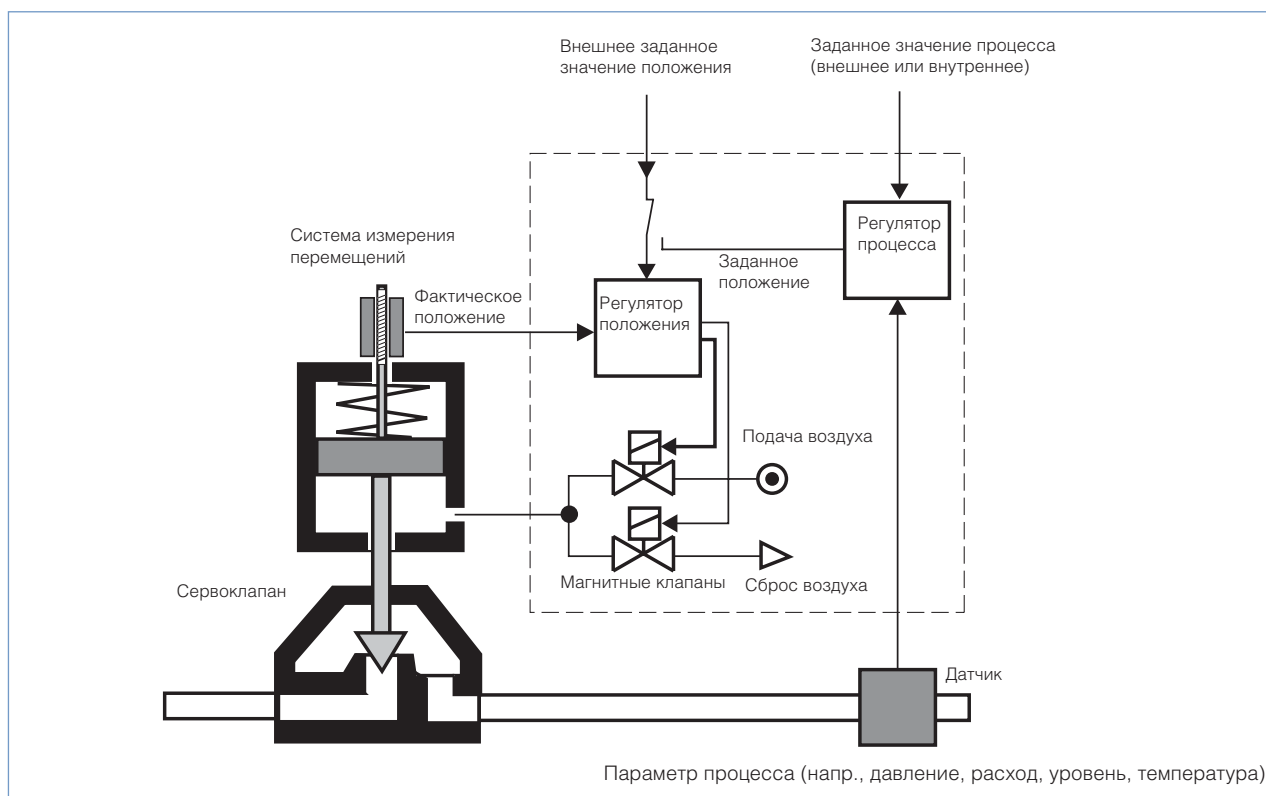 Внешнее заданное
значение положения
Заданное значение процесса
(внешнее или внутреннее)
Система измерения
перемещений
Регулятор
процесса
Заданное
положение
Фактическое
положение
Регулятор
положения
Подача воздуха
Магнитные клапаны
Сброс воздуха
Сервоклапан
Датчик
Параметр процесса (напр., давление, расход, уровень, температура)